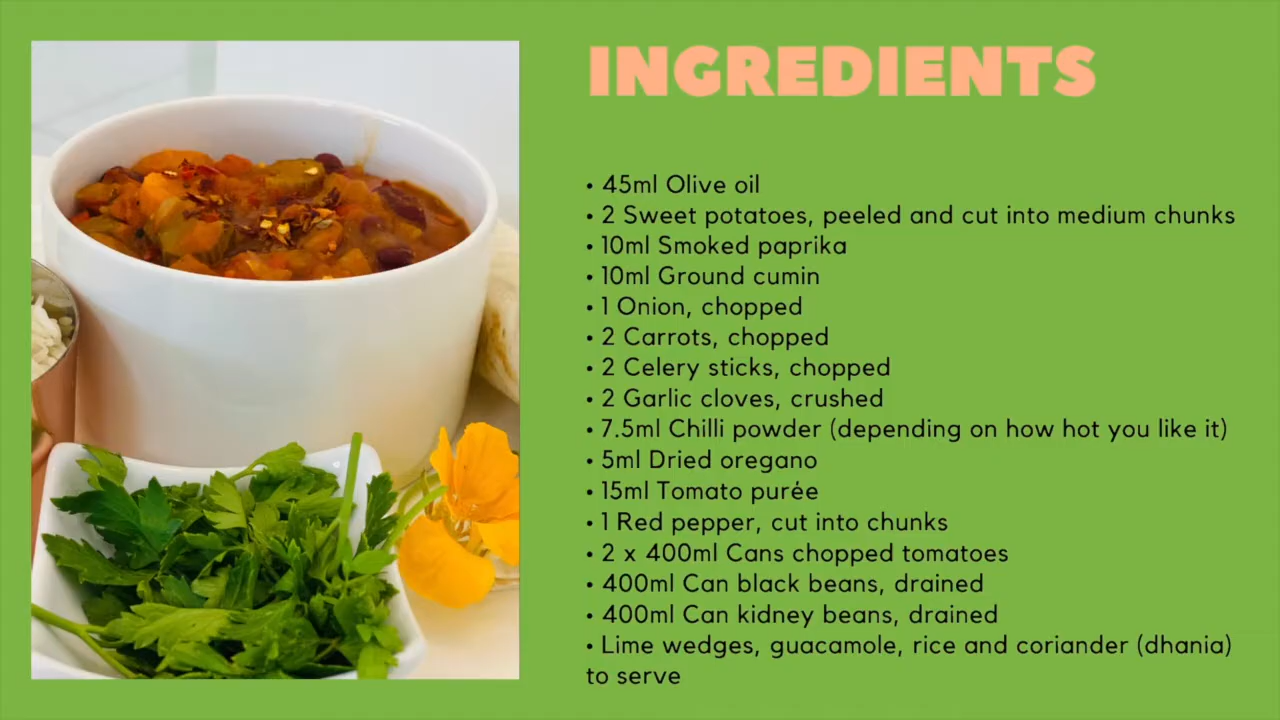 INGREDIENTS
• 45ml Olive oil
• 2 Sweet potatoes, peeled and cut into medium chunks
• 10ml Smoked paprika
• 10ml Ground cumin
• 1 Onion, chopped
• 2 Carrots, chopped
• 2 Celery sticks, chopped
• 2 Garlic cloves, crushed
• 7.5ml Chilli powder (depending on how hot you like it)
• 5ml Dried oregano
• 15ml Tomato purée
• 1 Red pepper, cut into chunks
• 2 x 400ml Cans chopped tomatoes
• 400ml Can black beans, drained
• 400ml Can kidney beans, drained
• Lime wedges, guacamole, rice and coriander (dhania)
to serve